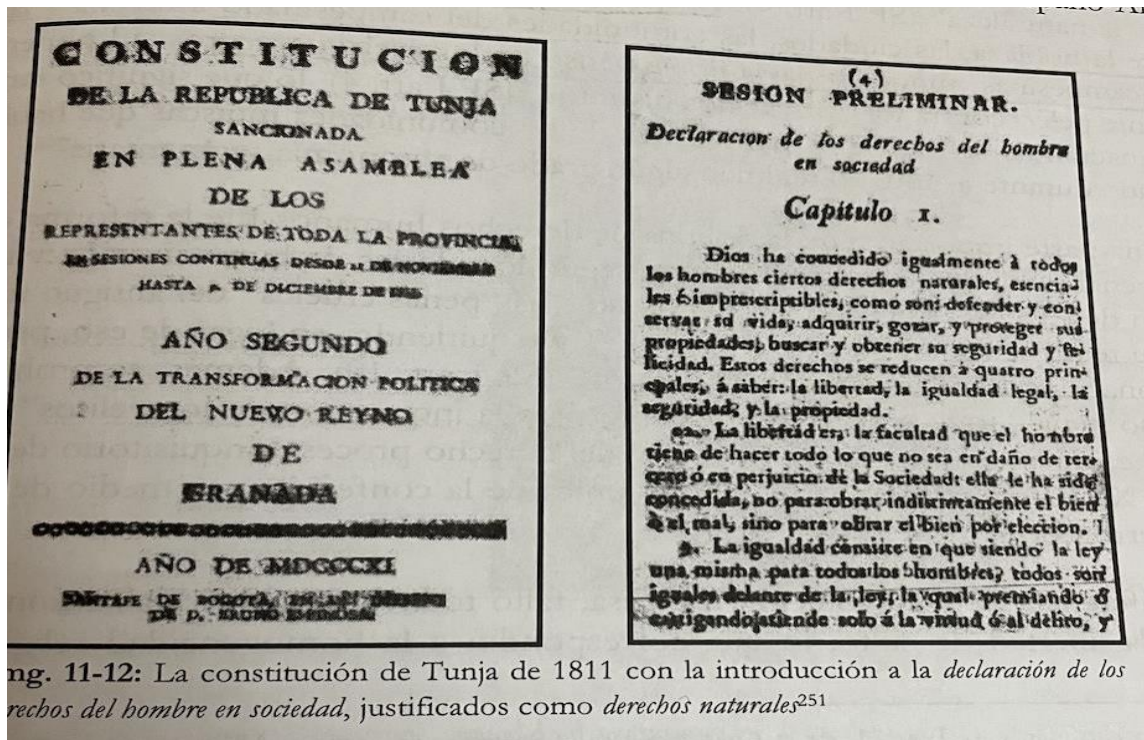 CONSTITUCION
DE LA REPUBLICA DE TUNJA
SANCIONADA
EN PLENA ASAMBLEA
DE LOS
REPRESENTANTES DE TODA LA PROVINCIA
EN SESIONES CONTINUAS DESDE DE NOVIEMBRE
HASTA DE DICIEMBRE DE
AÑO SEGUNDO
DE LA TRANSFORMACION POLITICA
DEL NUEVO REYNO
DE
GRANADA
AÑO DE MDCCCXI
SANTAFE DE BOGOTA
DE D. BRUNO ESPINOSA
(4)
SESION PRELIMINAR.
Declaracion de los derechos del hombre
en sociedad
Capítulo 1.
Dios ha concedido igualmente à todos
los hombres ciertos derechos naturales, esencia-
les é imprescriptibles, como son: defender y con-
servar su vida, adquirir, gozar, y proteger sus
propiedades, buscar y obtener su seguridad y fe-
licidad. Estos derechos se reducen à quatro prin-
cipales, á saber: la libertad, la igualdad legal, la
seguridad, y la propiedad.
La libertad es, la facultad que el hombre
tiene de hacer todo lo que no sea en daño de ter-
cero ó en perjuicio de la Sociedad: ella le ha sido
concedida, no para obrar indistintamente el bien
ò el mal, sino para obrar el bien por eleccion.
La igualdad consiste en que siendo la ley
una misma para todos los hombres, todos son
iguales delante de la ley, la qual premiando ó
castigando, atiende solo á la virtud ó al delito, y
ng. 11-12: La constitución de Tunja de 1811 con la introducción a la declaración de los
rechos del hombre en sociedad, justificados como derechos naturales251